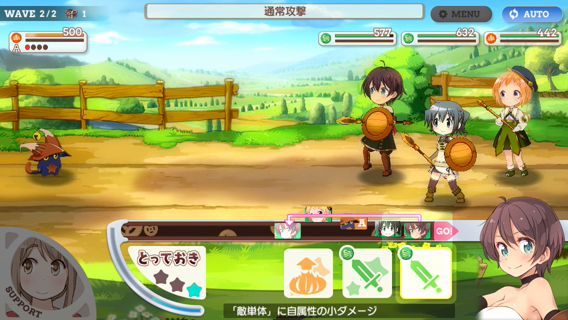 WAVE 2/2 1
通常攻撃
MENU
AUTO
500
A
577
632
442
GO!
とっておき
SUPPORT
「敵単体」に自属性の小ダメージ